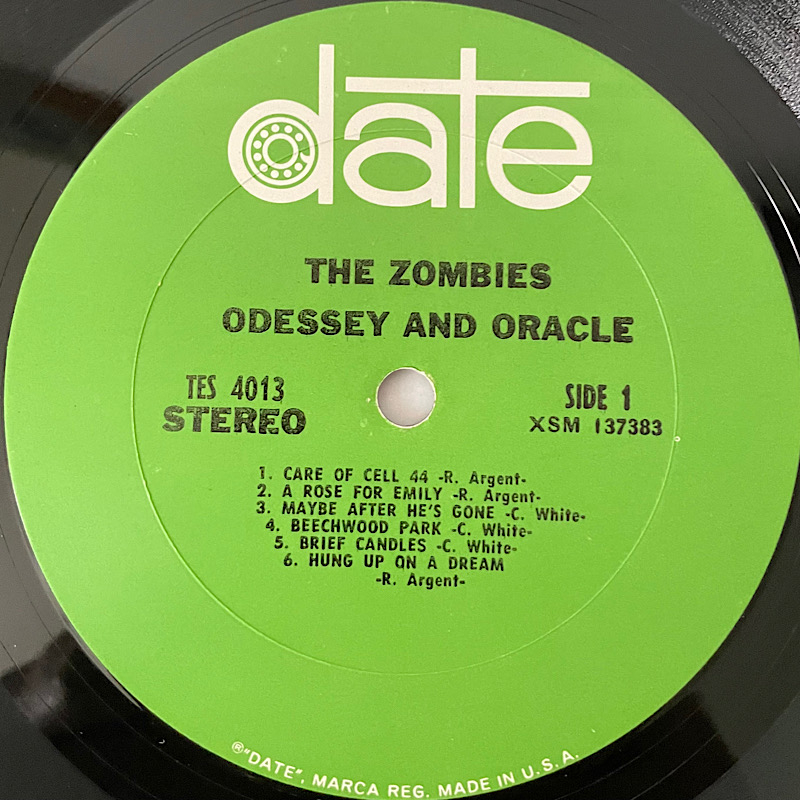 date
THE ZOMBIES
ODESSEY AND ORACLE
TES 4013
STEREO
SIDE 1
XSM 137383
1. CARE OF CELL 44 -R. Argent-
2. A ROSE FOR EMILY -R. Argent-
3. MAYBE AFTER HE'S GONE -C. White-
4. BEECHWOOD PARK -C. White-
5. BRIEF CANDLES -C. White-
6. HUNG UP ON A DREAM
-R. Argent-
®"DATE". MARCA REG. MADE IN U.S.A.